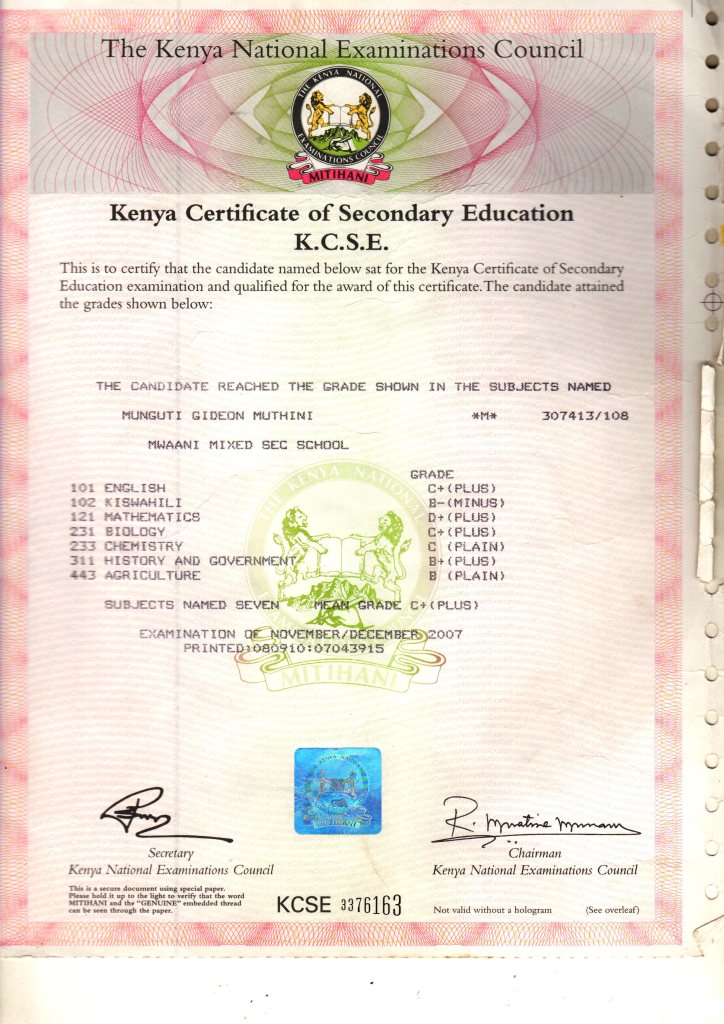 The Kenya National Examinations Council
THE KENYA NATIONAL
EXAMINATIONS COUNCIL
MITIHANI
Kenya Certificate of Secondary Education
K.C.S.E.
This is to certify that the candidate named below sat for the Kenya Certificate of Secondary
Education examination and qualified for the award of this certificate. The candidate attained
the grades shown below:
THE CANDIDATE REACHED THE GRADE SHOWN IN THE SUBJECTS NAMED
MUNGUTI GIDEON MUTHINI *M* 307413/108
MWAANI MIXED SEC SCHOOL
GRADE
101 ENGLISH C+(PLUS)
102 KISWAHILI B-(MINUS)
121 MATHEMATICS D+(PLUS)
231 BIOLOGY C+(PLUS)
233 CHEMISTRY C (PLAIN)
311 HISTORY AND GOVERNMENT B+(PLUS)
443 AGRICULTURE B (PLAIN)
SUBJECTS NAMED SEVEN MEAN GRADE C+(PLUS)
EXAMINATION OF NOVEMBER/DECEMBER 2007
PRINTED:080910:07043915
THE KENYA NATIONAL
MITIHANI
Secretary
Kenya National Examinations Council
Chairman
Kenya National Examinations Council
This is a secure document using special paper.
Please hold it up to the light to verify that the word
MITIHANI and the "GENUINE" embedded thread
can be seen through the paper.
KCSE 3376163
Not valid without a hologram (See overleaf)